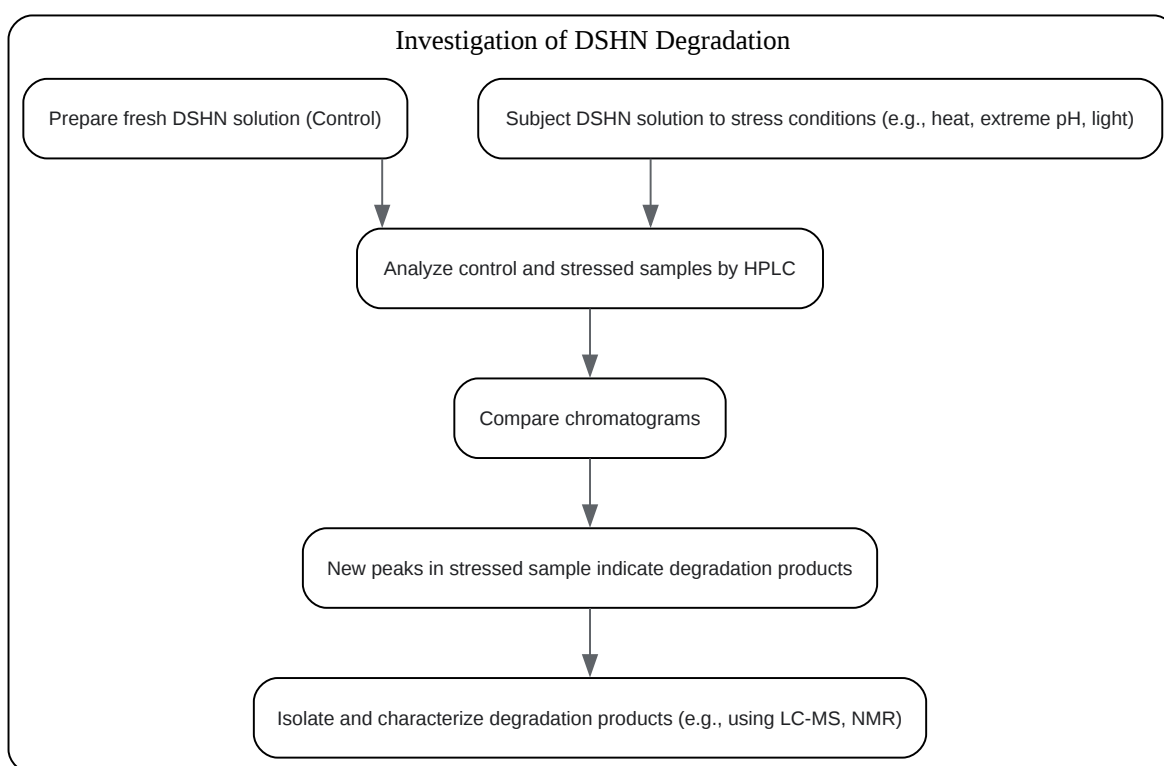 Investigation of DSHN Degradation
Prepare fresh DSHN solution (Control)
Subject DSHN solution to stress conditions (e.g., heat, extreme pH, light)
Analyze control and stressed samples by HPLC
Compare chromatograms
New peaks in stressed sample indicate degradation products
Isolate and characterize degradation products (e.g., using LC-MS, NMR)